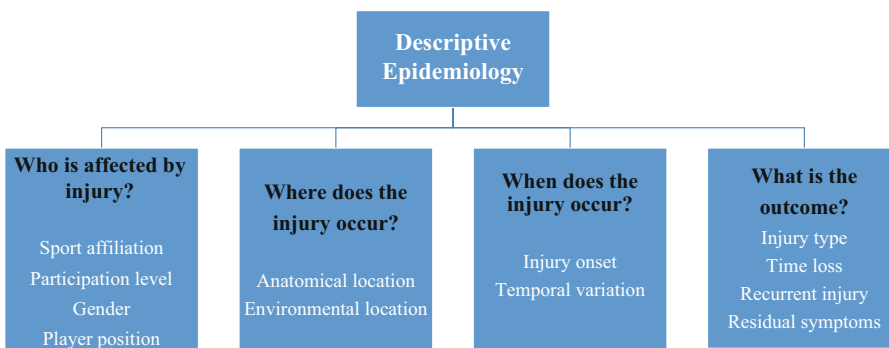 Descriptive
Epidemiology
Who is affected by
injury?
Sport affiliation
Participation level
Gender
Player position
Where does the
injury occur?
Anatomical location
Environmental location
When does the
injury occur?
Injury onset
Temporal variation
What is the
outcome?
Injury type
Time loss
Recurrent injury
Residual symptoms